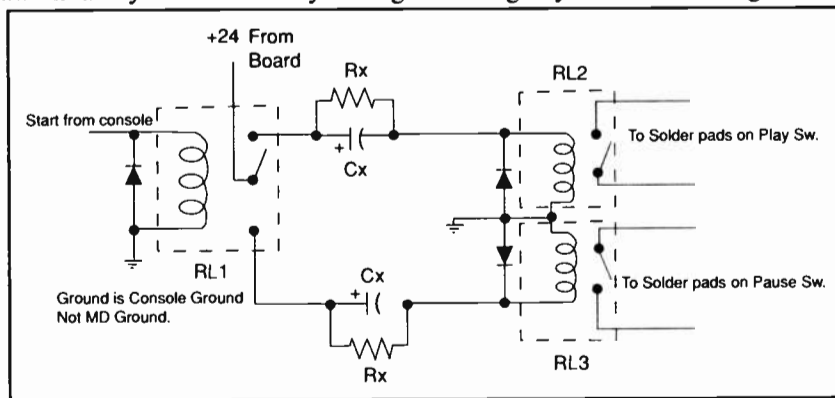 +24 From
Board
Rx
RL2
Start from console
To Solder pads on Play Sw.
+
Cx
RL1
Cx
+
To Solder pads on Pause Sw.
Ground is Console Ground
Not MD Ground.
Rx
RL3